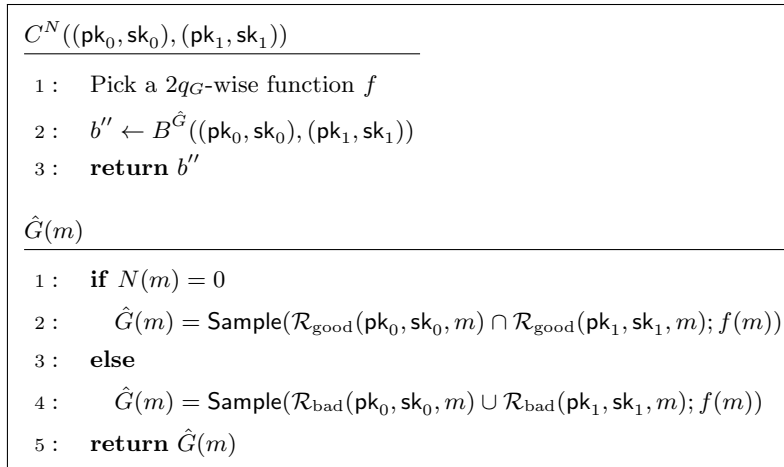 C^N((pk_0, sk_0), (pk_1, sk_1))
1 : Pick a 2q_G-wise function f
2 : b'' ← B^Ĝ((pk_0, sk_0), (pk_1, sk_1))
3 : return b''
Ĝ(m)
1 : if N(m) = 0
2 : Ĝ(m) = Sample(R_good(pk_0, sk_0, m) ∩ R_good(pk_1, sk_1, m); f(m))
3 : else
4 : Ĝ(m) = Sample(R_bad(pk_0, sk_0, m) ∪ R_bad(pk_1, sk_1, m); f(m))
5 : return Ĝ(m)